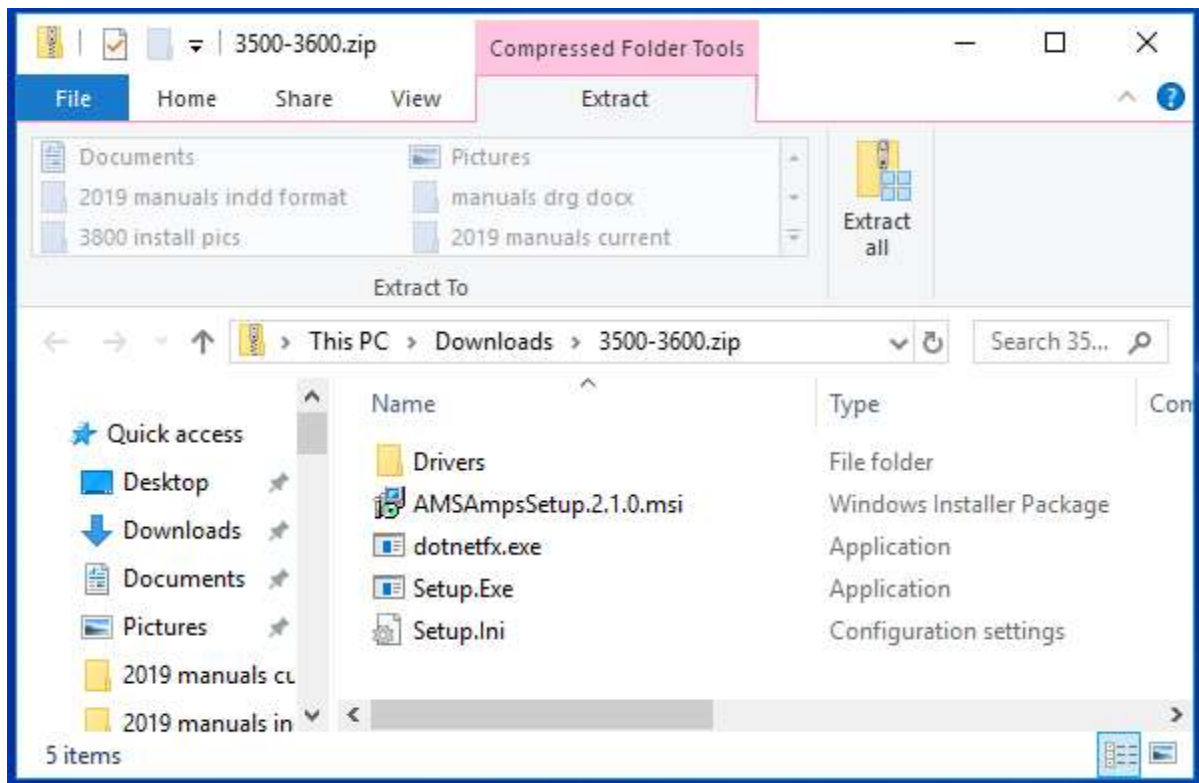 3500-3600.zip
Compressed Folder Tools
File Home Share View Extract
Documents Pictures
2019 manuals indd format manuals drg docx
3800 install pics 2019 manuals current
Extract all
Extract To
This PC > Downloads > 3500-3600.zip Search 35...
Name Type Com
Quick access
Desktop
Downloads
Documents
Pictures
2019 manuals cu
2019 manuals in
Drivers File folder
AMSAmpsSetup.2.1.0.msi Windows Installer Package
dotnetfx.exe Application
Setup.Exe Application
Setup.Ini Configuration settings
5 items